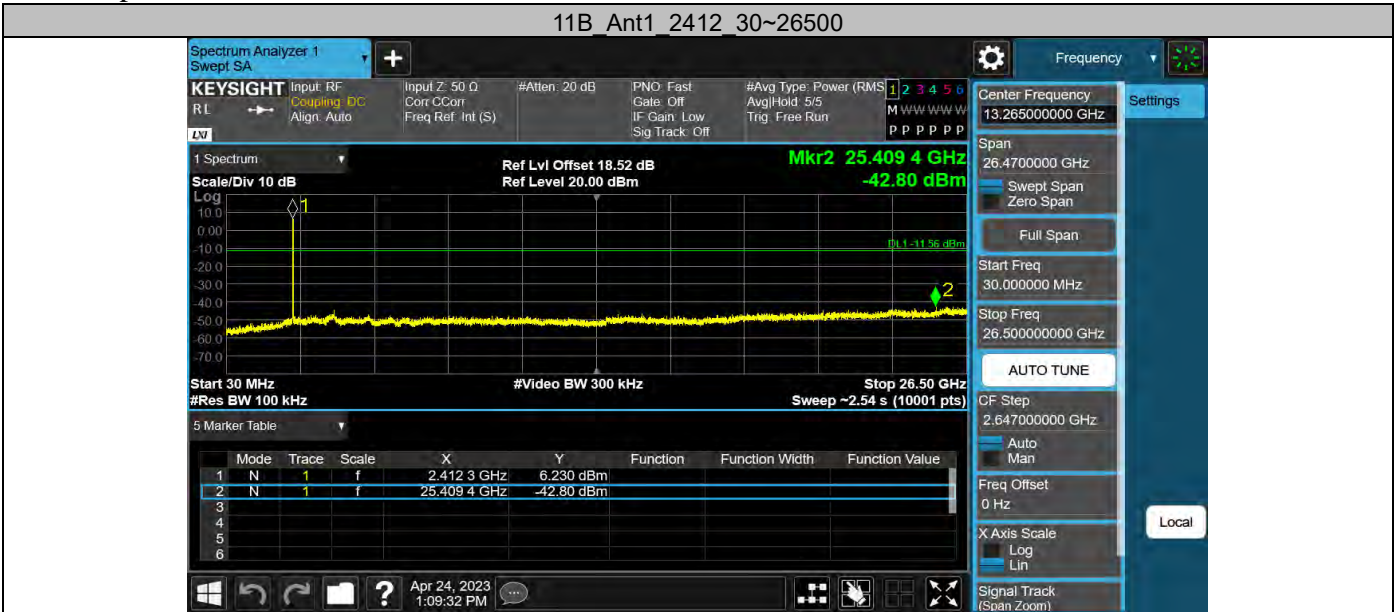 11B_Ant1_2412_30~26500
Spectrum Analyzer 1
Swept SA
+
Frequency
KEYSIGHT
RL
LXI
Input: RF
Coupling: DC
Align: Auto
Input Z: 50 Ω
Corr CCorr
Freq Ref: Int (S)
#Atten: 20 dB
PNO: Fast
Gate: Off
IF Gain: Low
Sig Track: Off
#Avg Type: Power (RMS
Avg|Hold: 5/5
Trig: Free Run
1 2 3 4 5 6
M W W W W W
P P P P P P
1 Spectrum
Scale/Div 10 dB
Ref Lvl Offset 18.52 dB
Ref Level 20.00 dBm
Mkr2 25.409 4 GHz
-42.80 dBm
Log
10.0
0.00
-10.0
-20.0
-30.0
-40.0
-50.0
-60.0
-70.0
1
DL1 -11.56 dBm
2
Start 30 MHz
#Video BW 300 kHz
Stop 26.50 GHz
#Res BW 100 kHz
Sweep ~2.54 s (10001 pts)
5 Marker Table
Mode Trace Scale X Y Function Function Width Function Value
1 N 1 f 2.412 3 GHz 6.230 dBm
2 N 1 f 25.409 4 GHz -42.80 dBm
3
4
5
6
?
Apr 24, 2023
1:09:32 PM
Center Frequency
13.265000000 GHz
Span
26.4700000 GHz
Swept Span
Zero Span
Full Span
Start Freq
30.000000 MHz
Stop Freq
26.500000000 GHz
AUTO TUNE
CF Step
2.647000000 GHz
Auto
Man
Freq Offset
0 Hz
X Axis Scale
Log
Lin
Signal Track
(Span Zoom)
Settings
Local